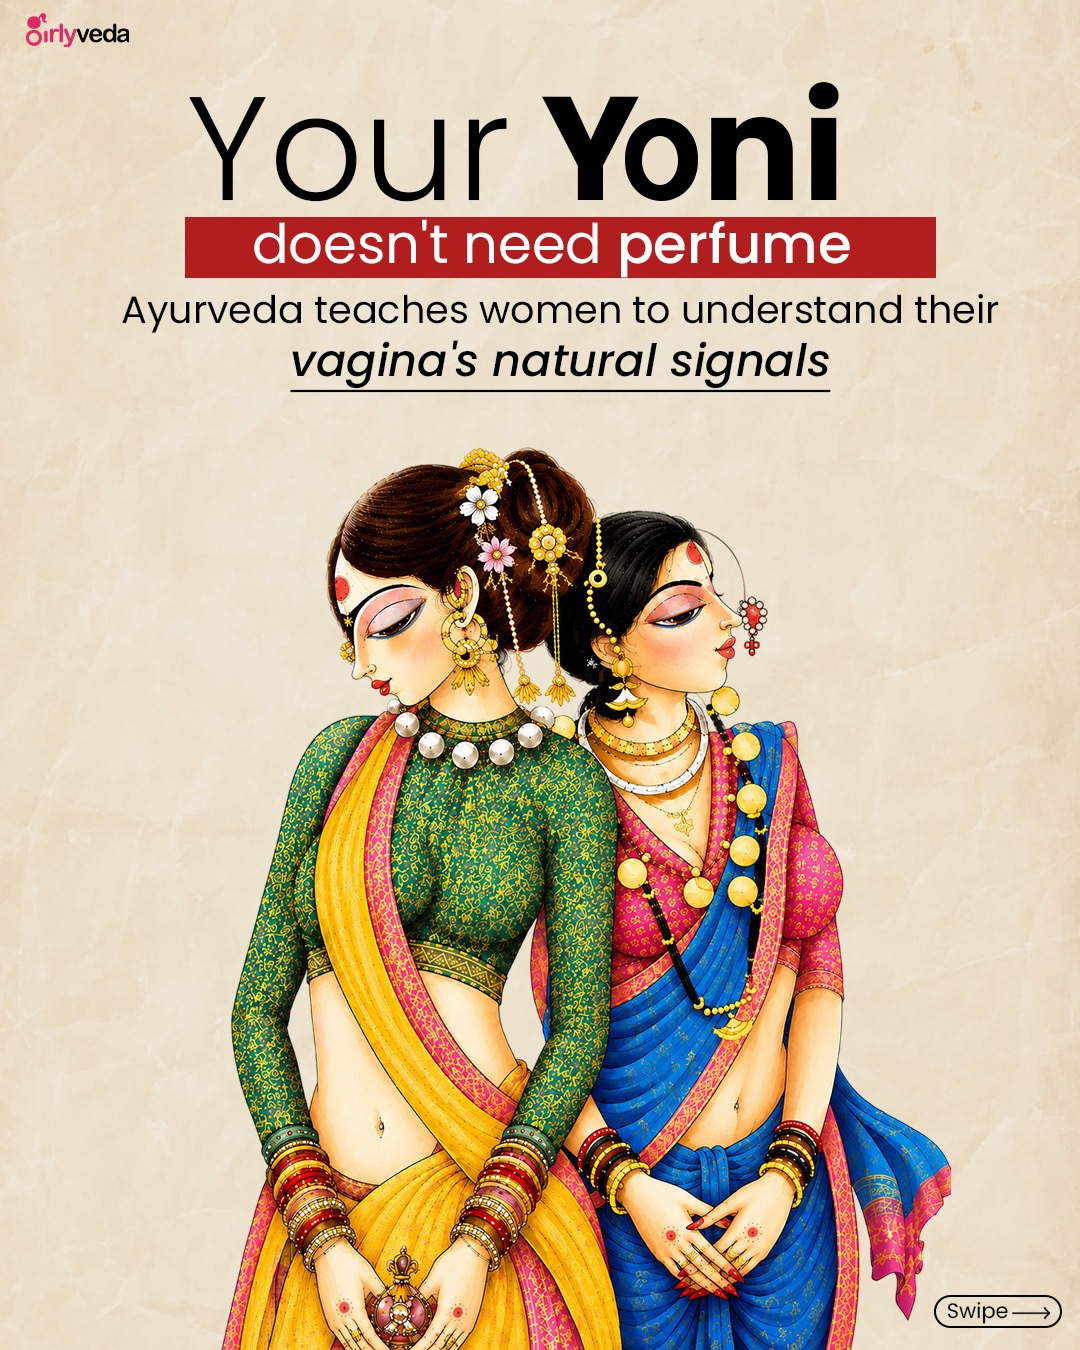 Girlyveda
Your Yoni
doesn't need perfume
Ayurveda teaches women to understand their
vagina's natural signals
Swipe